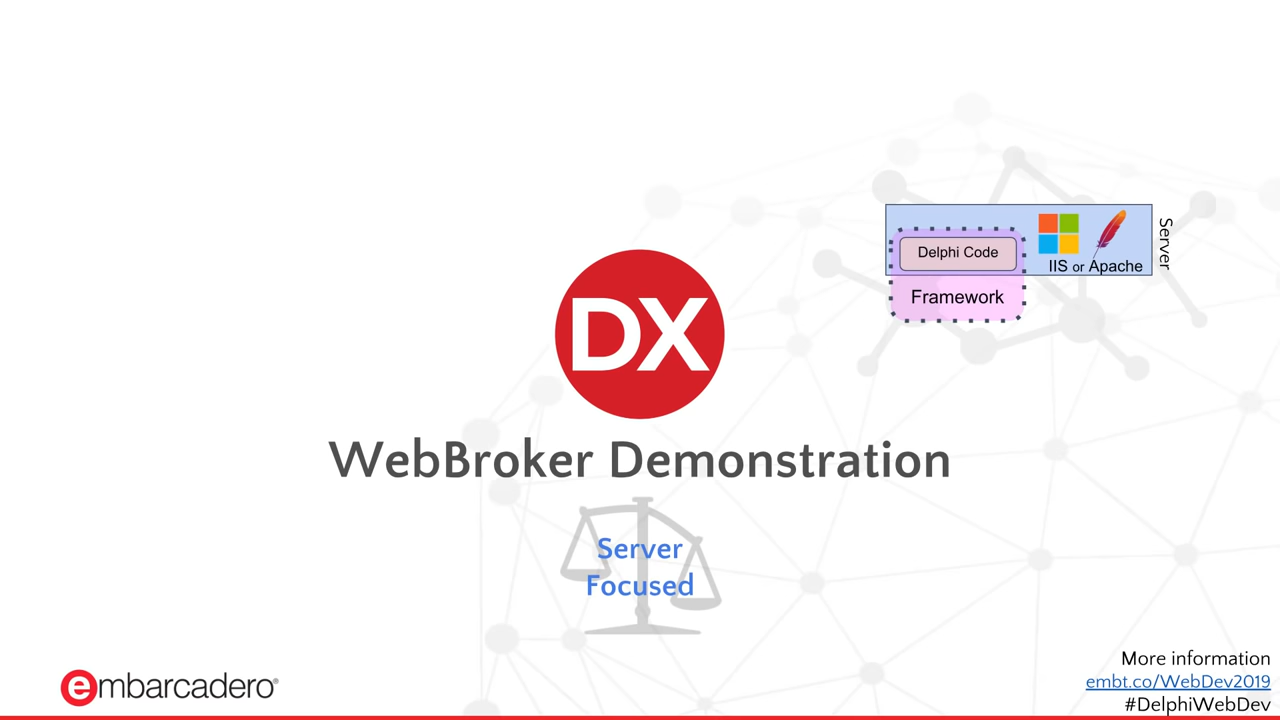 Delphi Code
IIS or Apache
Server
Framework
DX
WebBroker Demonstration
Server
Focused
embarcadero®
More information
embt.co/WebDev2019
#DelphiWebDev